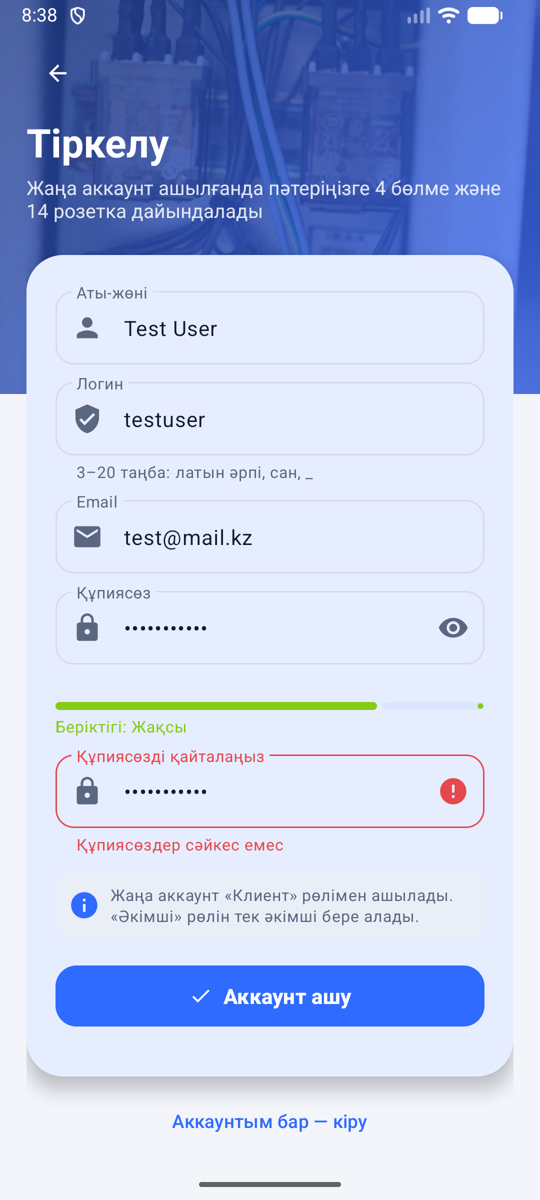 8:38
Тіркелу
Жаңа аккаунт ашылғанда пәтеріңізге 4 бөлме және
14 розетка дайындалады
Аты-жөні
Test User
Логин
testuser
3–20 таңба: латын әрпі, сан, _
Email
test@mail.kz
Құпиясөз
•••••••••••
Беріктігі: Жақсы
Құпиясөзді қайталаңыз
•••••••••••
Құпиясөздер сәйкес емес
Жаңа аккаунт «Клиент» рөлімен ашылады.
«Әкімші» рөлін тек әкімші бере алады.
Аккаунт ашу
Аккаунтым бар — кіру